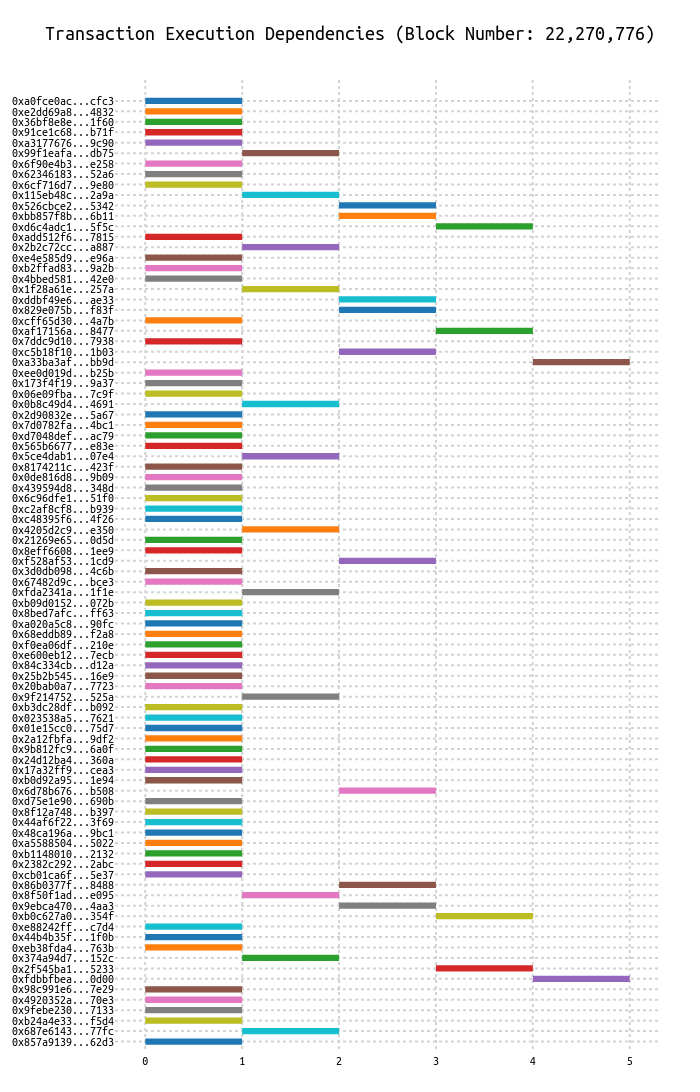 Transaction Execution Dependencies (Block Number: 22,270,776)
0xa0fce0ac...cfc3
0xe2dd69a8...4832
0x36bf8e8e...1f60
0x91ce1c68...b71f
0xa3177676...9c90
0x99f1eafa...db75
0x6f90e4b3...e258
0x62346183...52a6
0x6cf716d7...9e80
0x115eb48c...2a9a
0x526cbce2...5342
0xbb857f8b...6b11
0xd6c4adc1...5f5c
0xadd512f6...7815
0x2b2c72cc...a887
0xe4e585d9...e96a
0xb2ffad83...9a2b
0x4bbed581...42e0
0x1f28a61e...257a
0xddbf49e6...ae33
0x829e075b...f83f
0xcff65d30...4a7b
0xaf17156a...8477
0x7ddc9d10...7938
0xc5b18f10...1b03
0xa33ba3af...bb9d
0xee0d019d...b25b
0x173f4f19...9a37
0x06e09fba...7c9f
0x0b8c49d4...4691
0x2d90832e...5a67
0x7d0782fa...4bc1
0xd7048def...ac79
0x565b6677...e83e
0x5ce4dab1...07e4
0x8174211c...423f
0x0de816d8...9b09
0x439594d8...348d
0x6c96dfe1...51f0
0xc2af8cf8...b939
0xc48395f6...4f26
0x4205d2c9...e350
0x21269e65...0d5d
0x8eff6608...1ee9
0xf528af53...1cd9
0x3d0db098...4c6b
0x67482d9c...bce3
0xfda2341a...1f1e
0xb09d0152...072b
0x8bed7afc...ff63
0xa020a5c8...90fc
0x68eddb89...f2a8
0xf0ea06df...210e
0xe600eb12...7ecb
0x84c334cb...d12a
0x25b2b545...16e9
0x20bab0a7...7723
0x9f214752...525a
0xb3dc28df...b092
0x023538a5...7621
0x01e15cc0...75d7
0x2a12fbfa...9df2
0x9b812fc9...6a0f
0x24d12ba4...360a
0x17a32ff9...cea3
0xb0d92a95...1e94
0x6d78b676...b508
0xd75e1e90...690b
0x8f12a748...b397
0x44af6f22...3f69
0x48ca196a...9bc1
0xa5588504...5022
0xb1148010...2132
0x2382c292...2abc
0xcb01ca6f...5e37
0x86b0377f...8488
0x8f50f1ad...e095
0x9ebca470...4aa3
0xb0c627a0...354f
0xe88242ff...c7d4
0x44b4b35f...1f0b
0xeb38fda4...763b
0x374a94d7...152c
0x2f545ba1...5233
0xfdbbfbea...0d00
0x98c991e6...7e29
0x4920352a...70e3
0x9febe230...7133
0xb24a4e33...f5d4
0x687e6143...77fc
0x857a9139...62d3
0 1 2 3 4 5